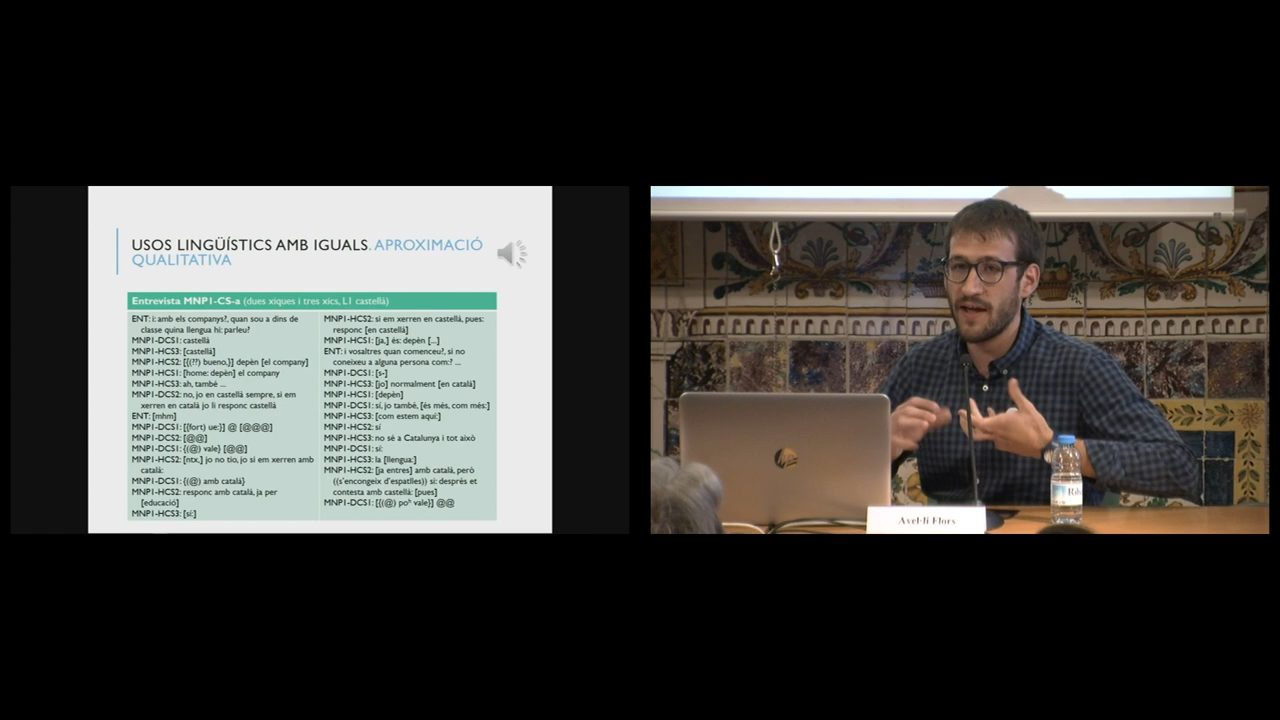 USOS LINGÜÍSTICS AMB IGUALS. APROXIMACIÓ
QUALITATIVA
Entrevista MNP1-CS-a (dues xiques i tres xics, L1 castellà)
ENT: i: amb els companys?, quan sou a dins de
classe quina llengua hi: parleu?
MNP1-DCS1: castellà
MNP1-HCS3: [castellà]
MNP1-HCS2: [{(??) bueno,}] depèn [el company]
MNP1-HCS1: [home: depèn] el company
MNP1-HCS3: ah, també ...
MNP1-DCS2: no, jo en castellà sempre, si em
xerren en català jo li responc castellà
ENT: [mhm]
MNP1-DCS1: [{(fort) ue:}] @ [@@@]
MNP1-DCS2: [@@]
MNP1-DCS1: {(@) vale} [@@]
MNP1-HCS2: [ntx,] jo no tio, jo si em xerren amb
català:
MNP1-DCS1: {(@) amb català}
MNP1-HCS2: responc amb català, ja per
[educació]
MNP1-HCS3: [sí:]
MNP1-HCS2: si em xerren en castellà, pues:
responc [en castellà]
MNP1-HCS1: [ja,] és: depèn [...]
ENT: i vosaltres quan comenceu?, si no
coneixeu a alguna persona com:? ...
MNP1-DCS1: [s-]
MNP1-HCS3: [jo] normalment [en català]
MNP1-HCS1: [depèn]
MNP1-DCS1: sí, jo també, [és més, com més:]
MNP1-HCS3: [com estem aquí:]
MNP1-HCS2: sí
MNP1-HCS3: no sé a Catalunya i tot això
MNP1-DCS1: sí:
MNP1-HCS3: la [llengua:]
MNP1-HCS2: [ja entres] amb català, però
((s'encongeix d'espatlles)) si: després et
contesta amb castellà: [pues]
MNP1-DCS1: [{(@) poʰ vale}] @@
hp
Avel·lí Flors